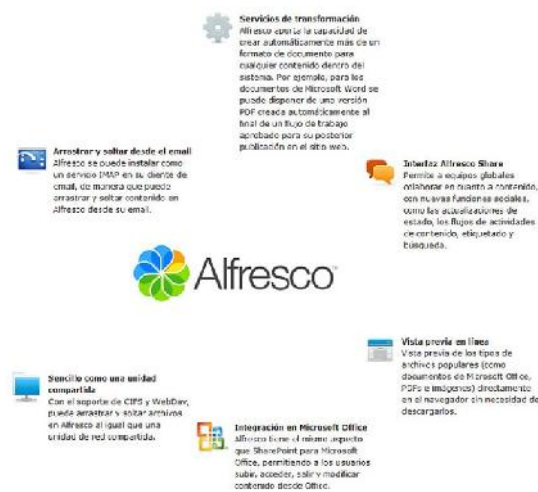 Servicios de transformación
Alfresco aporta la capacidad de
crear automáticamente más de un
formato de documento para
cualquier contenido dentro del
sistema. Por ejemplo, para los
documentos de Microsoft Word se
puede disponer de una versión
PDF creada automáticamente al
final de un flujo de trabajo
aprobado para su posterior
publicación en el sitio web.
Arrastrar y soltar desde el email
Alfresco se puede instalar como
un servicio IMAP en su cliente de
email, de manera que puede
arrastrar y soltar contenido en
Alfresco desde su email.
Interfaz Alfresco Share
Permite a equipos globales
colaborar en cuanto a contenido,
con nuevas funciones sociales,
como las actualizaciones de
estado, los flujos de actividades
de contenido, etiquetado y
búsqueda.
Alfresco
Vista previa en línea
Vista previa de los tipos de
archivos populares (como
documentos de Microsoft Office,
PDFs e imágenes) directamente
en el navegador sin necesidad de
descargarlos.
Sencillo como una unidad
compartida
Con el soporte de CIFS y WebDav,
puede arrastrar y soltar archivos
en Alfresco al igual que una
unidad de red compartida.
Integración en Microsoft Office
Alfresco tiene el mismo aspecto
que SharePoint para Microsoft
Office, permitiendo a los usuarios
subir, acceder, salir y modificar
contenido desde Office.